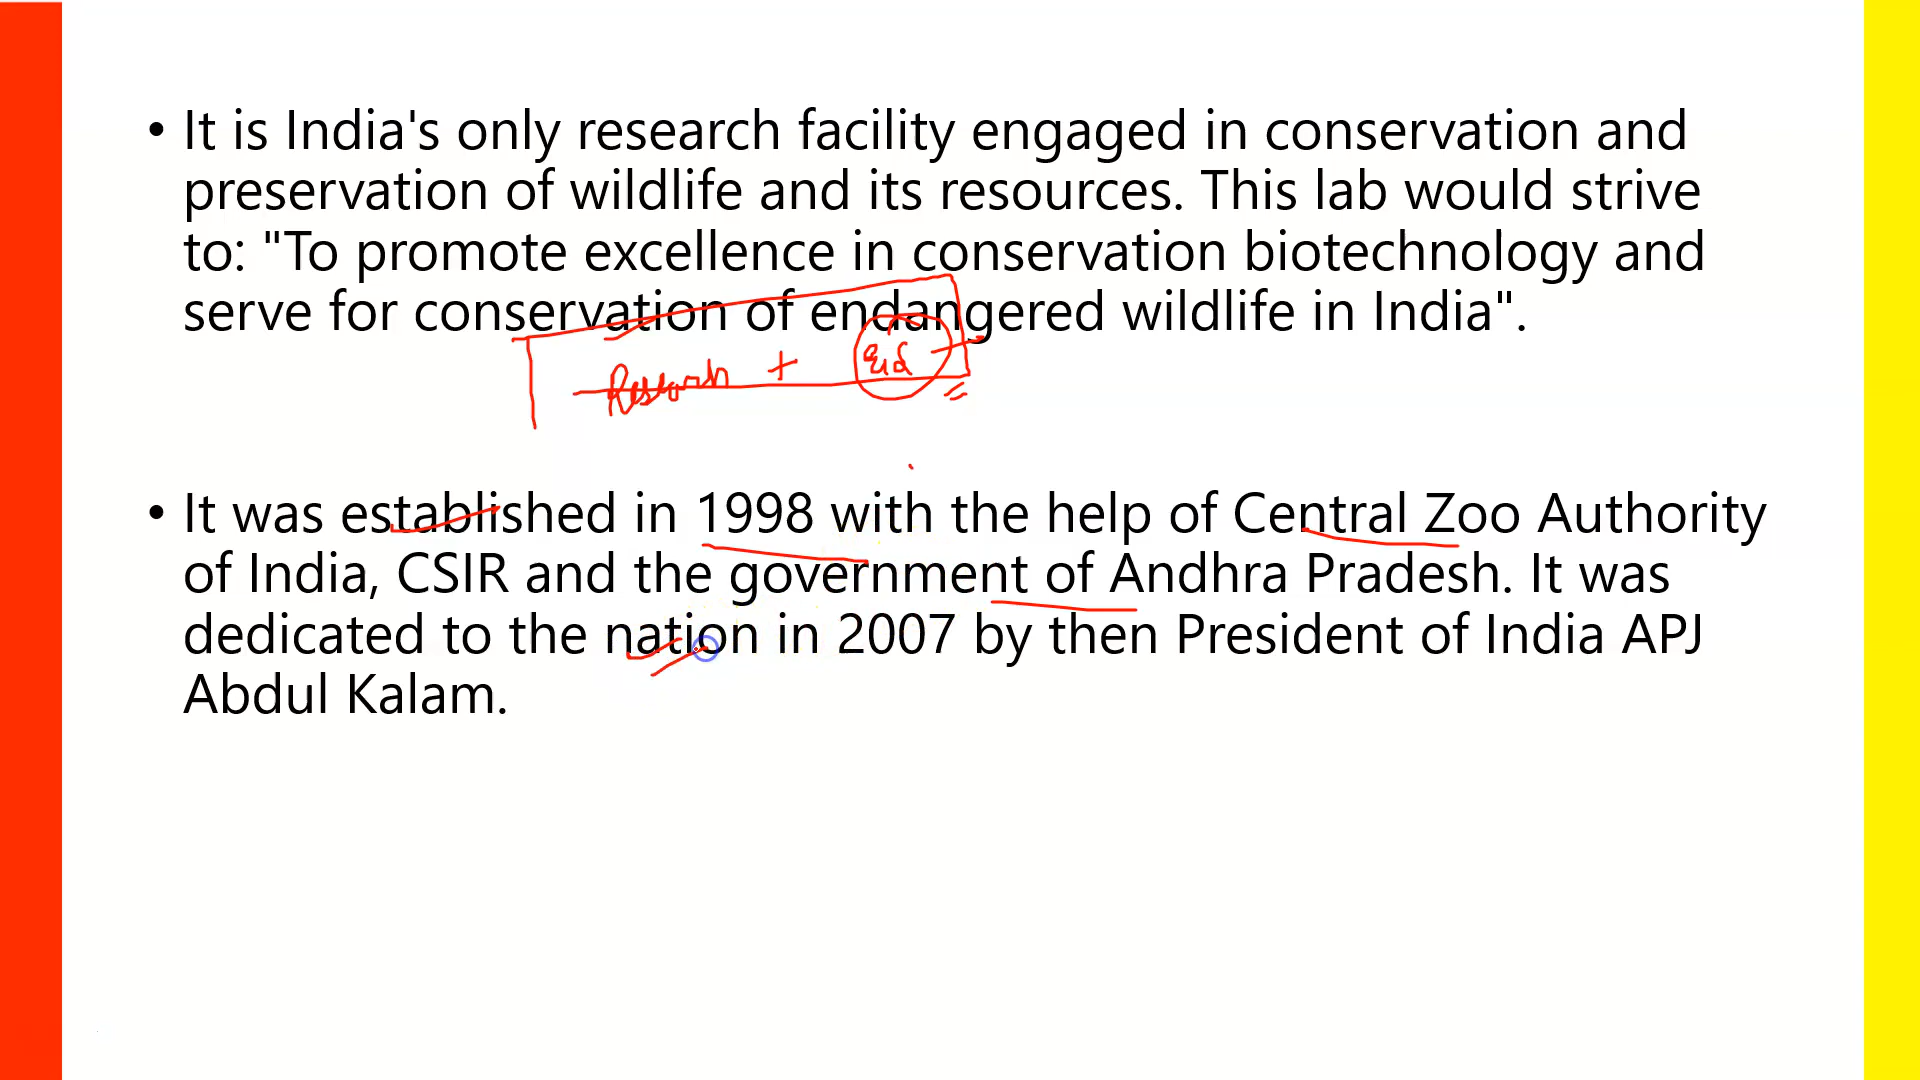 • It is India's only research facility engaged in conservation and
preservation of wildlife and its resources. This lab would strive
to: "To promote excellence in conservation biotechnology and
serve for conservation of endangered wildlife in India".
Research +
• It was established in 1998 with the help of Central Zoo Authority
of India, CSIR and the government of Andhra Pradesh. It was
dedicated to the nation in 2007 by then President of India APJ
Abdul Kalam.